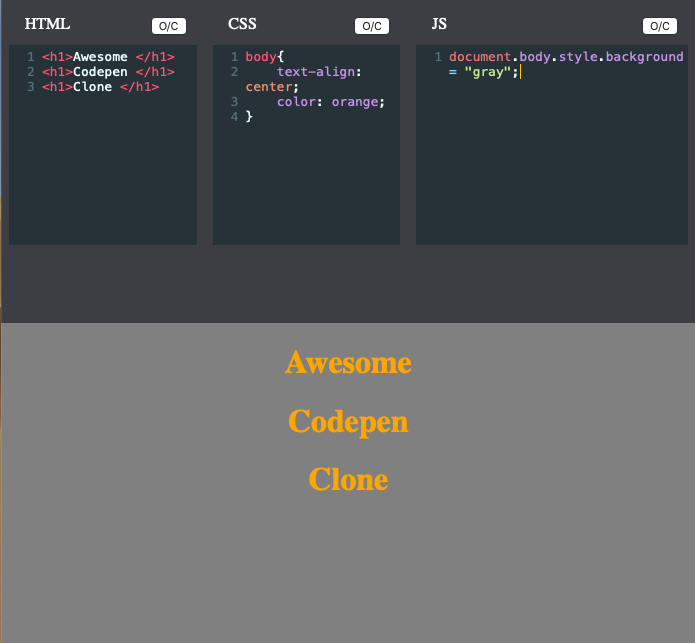 HTML
O/C
1 <h1>Awesome </h1>
2 <h1>Codepen </h1>
3 <h1>Clone </h1>
CSS
O/C
1 body{
2     text-align:
center;
3     color: orange;
4 }
JS
O/C
1 document.body.style.background
= "gray";
Awesome
Codepen
Clone